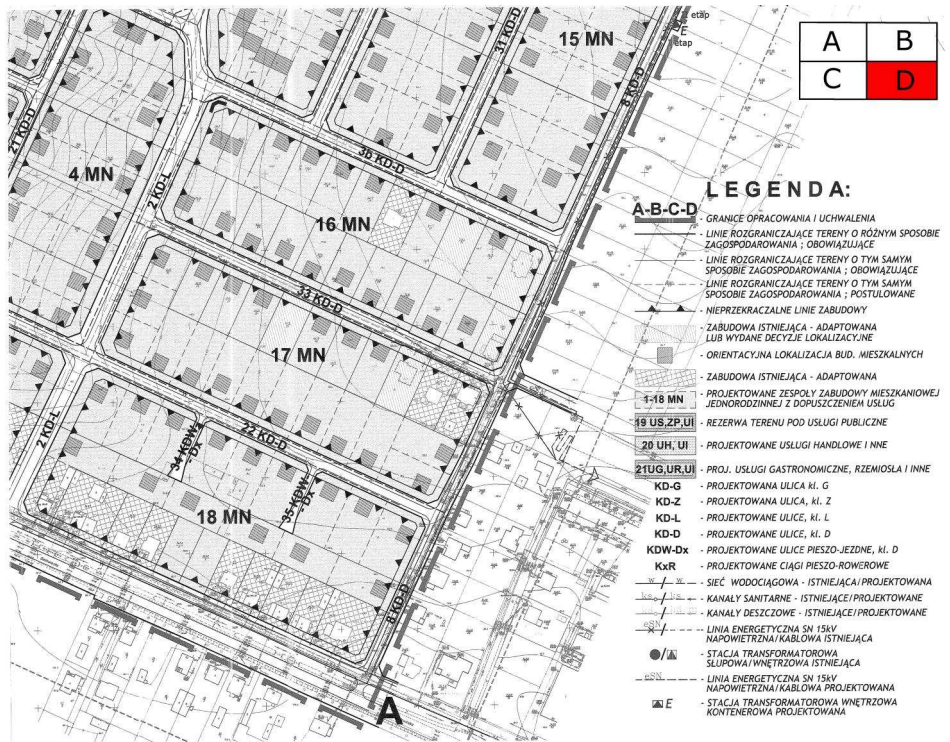 etap
E
etap
A B
C D
15 MN
31 KD-D
8 KD-D
21 KD-D
4 MN
2 KD-L
30 KD-D
16 MN
33 KD-D
17 MN
2 KD-L
22 KD-D
34 KDW - Dx
35 KDW - Dx
18 MN
8 KD-D
A
LEGENDA:
A-B-C-D - GRANICE OPRACOWANIA I UCHWALENIA
- LINIE ROZGRANICZAJĄCE TERENY O RÓŻNYM SPOSOBIE
ZAGOSPODAROWANIA ; OBOWIĄZUJĄCE
- LINIE ROZGRANICZAJĄCE TERENY O TYM SAMYM
SPOSOBIE ZAGOSPODAROWANIA ; OBOWIĄZUJĄCE
- LINIE ROZGRANICZAJĄCE TERENY O TYM SAMYM
SPOSOBIE ZAGOSPODAROWANIA ; POSTULOWANE
- NIEPRZEKRACZALNE LINIE ZABUDOWY
- ZABUDOWA ISTNIEJĄCA - ADAPTOWANA
LUB WYDANE DECYZJE LOKALIZACYJNE
- ORIENTACYJNA LOKALIZACJA BUD. MIESZKALNYCH
- ZABUDOWA ISTNIEJĄCA - ADAPTOWANA
1-18 MN - PROJEKTOWANE ZESPOŁY ZABUDOWY MIESZKANIOWEJ
JEDNORODZINNEJ Z DOPUSZCZENIEM USŁUG
19 US,ZP,UI - REZERWA TERENU POD USŁUGI PUBLICZNE
20 UH, UI - PROJEKTOWANE USŁUGI HANDLOWE I INNE
21UG,UR,UI - PROJ. USŁUGI GASTRONOMICZNE, RZEMIOSŁA I INNE
KD-G - PROJEKTOWANA ULICA kl. G
KD-Z - PROJEKTOWANA ULICA, kl. Z
KD-L - PROJEKTOWANE ULICE, kl. L
KD-D - PROJEKTOWANE ULICE, kl. D
KDW-Dx - PROJEKTOWANE ULICE PIESZO-JEZDNE, kl. D
KxR - PROJEKTOWANE CIĄGI PIESZO-ROWEROWE
w / w - SIEĆ WODOCIĄGOWA - ISTNIEJĄCA/PROJEKTOWANA
ks / ks - KANAŁY SANITARNE - ISTNIEJĄCE/PROJEKTOWANE
- KANAŁY DESZCZOWE - ISTNIEJĄCE/PROJEKTOWANE
eSN / - LINIA ENERGETYCZNA SN 15kV
NAPOWIETRZNA/KABLOWA ISTNIEJĄCA
/ - STACJA TRANSFORMATOROWA
SŁUPOWA/WNĘTRZOWA ISTNIEJĄCA
eSN - LINIA ENERGETYCZNA SN 15kV
NAPOWIETRZNA/KABLOWA PROJEKTOWANA
E - STACJA TRANSFORMATOROWA WNĘTRZOWA
KONTENEROWA PROJEKTOWANA